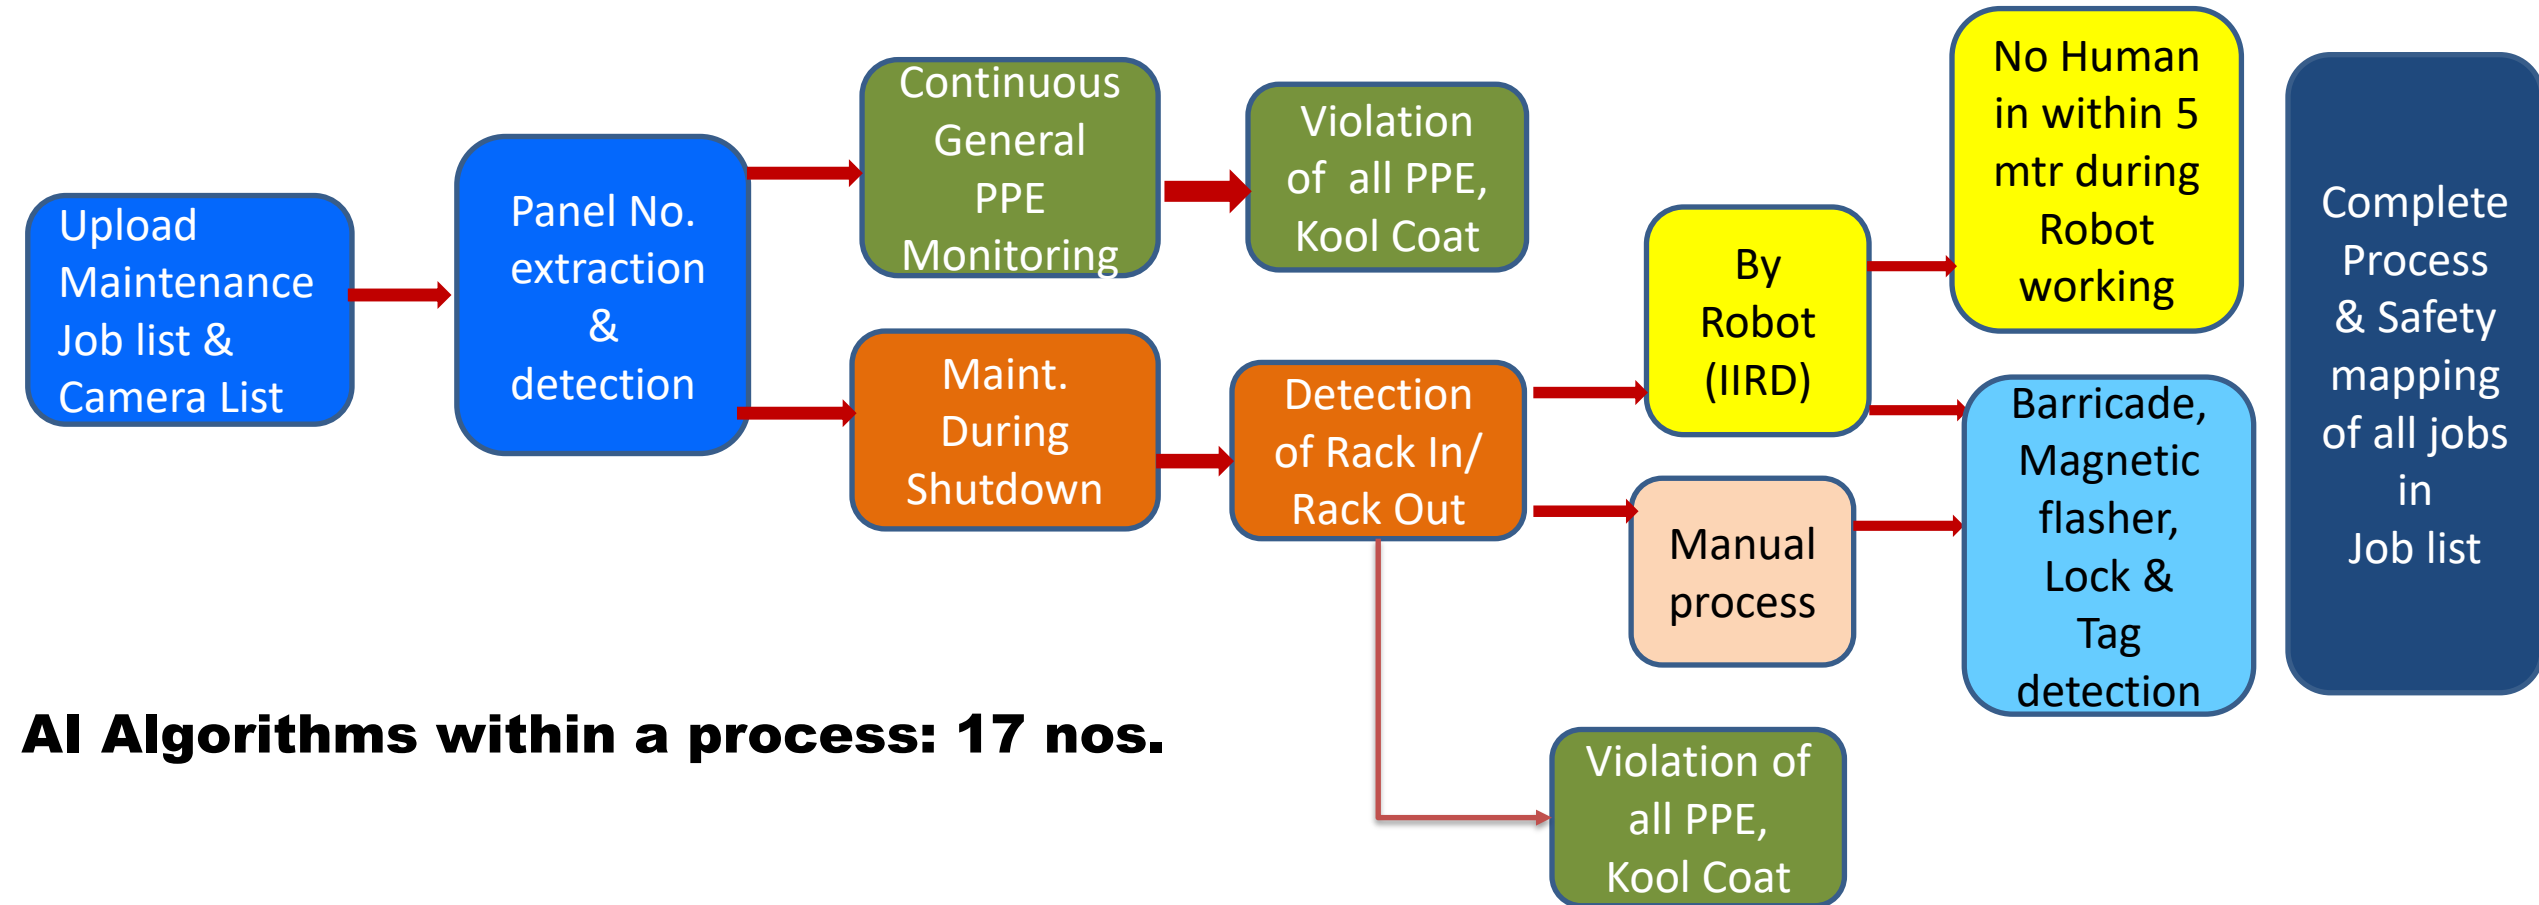 Upload
Maintenance
Job list &
Camera List
Panel No.
extraction
&
detection
Continuous
General
PPE
Monitoring
Violation
of all PPE,
Kool Coat
Maint.
During
Shutdown
Detection
of Rack In/
Rack Out
By
Robot
(IIRD)
Manual
process
No Human
in within 5
mtr during
Robot
working
Barricade,
Magnetic
flasher,
Lock &
Tag
detection
Complete
Process
& Safety
mapping
of all jobs
in
Job list
AI Algorithms within a process: 17 nos.
Violation of
all PPE,
Kool Coat